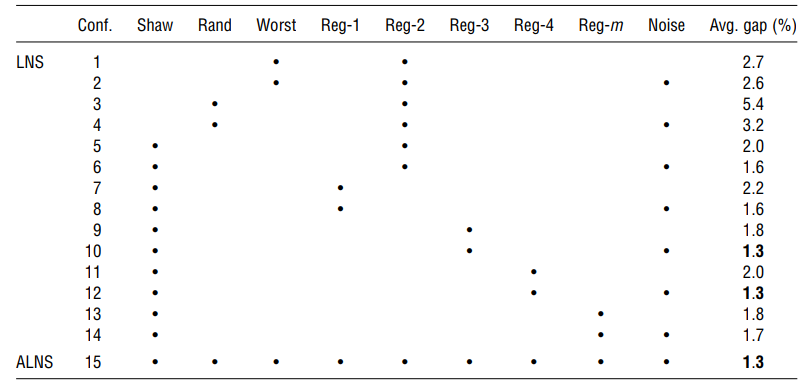 Conf. Shaw Rand Worst Reg-1 Reg-2 Reg-3 Reg-4 Reg-m Noise Avg. gap (%)
LNS 1 • • 2.7
2 • • • 2.6
3 • • 5.4
4 • • • 3.2
5 • • 2.0
6 • • • 1.6
7 • • 2.2
8 • • • 1.6
9 • • 1.8
10 • • • 1.3
11 • • 2.0
12 • • • 1.3
13 • • 1.8
14 • • • 1.7
ALNS 15 • • • • • • • • • 1.3